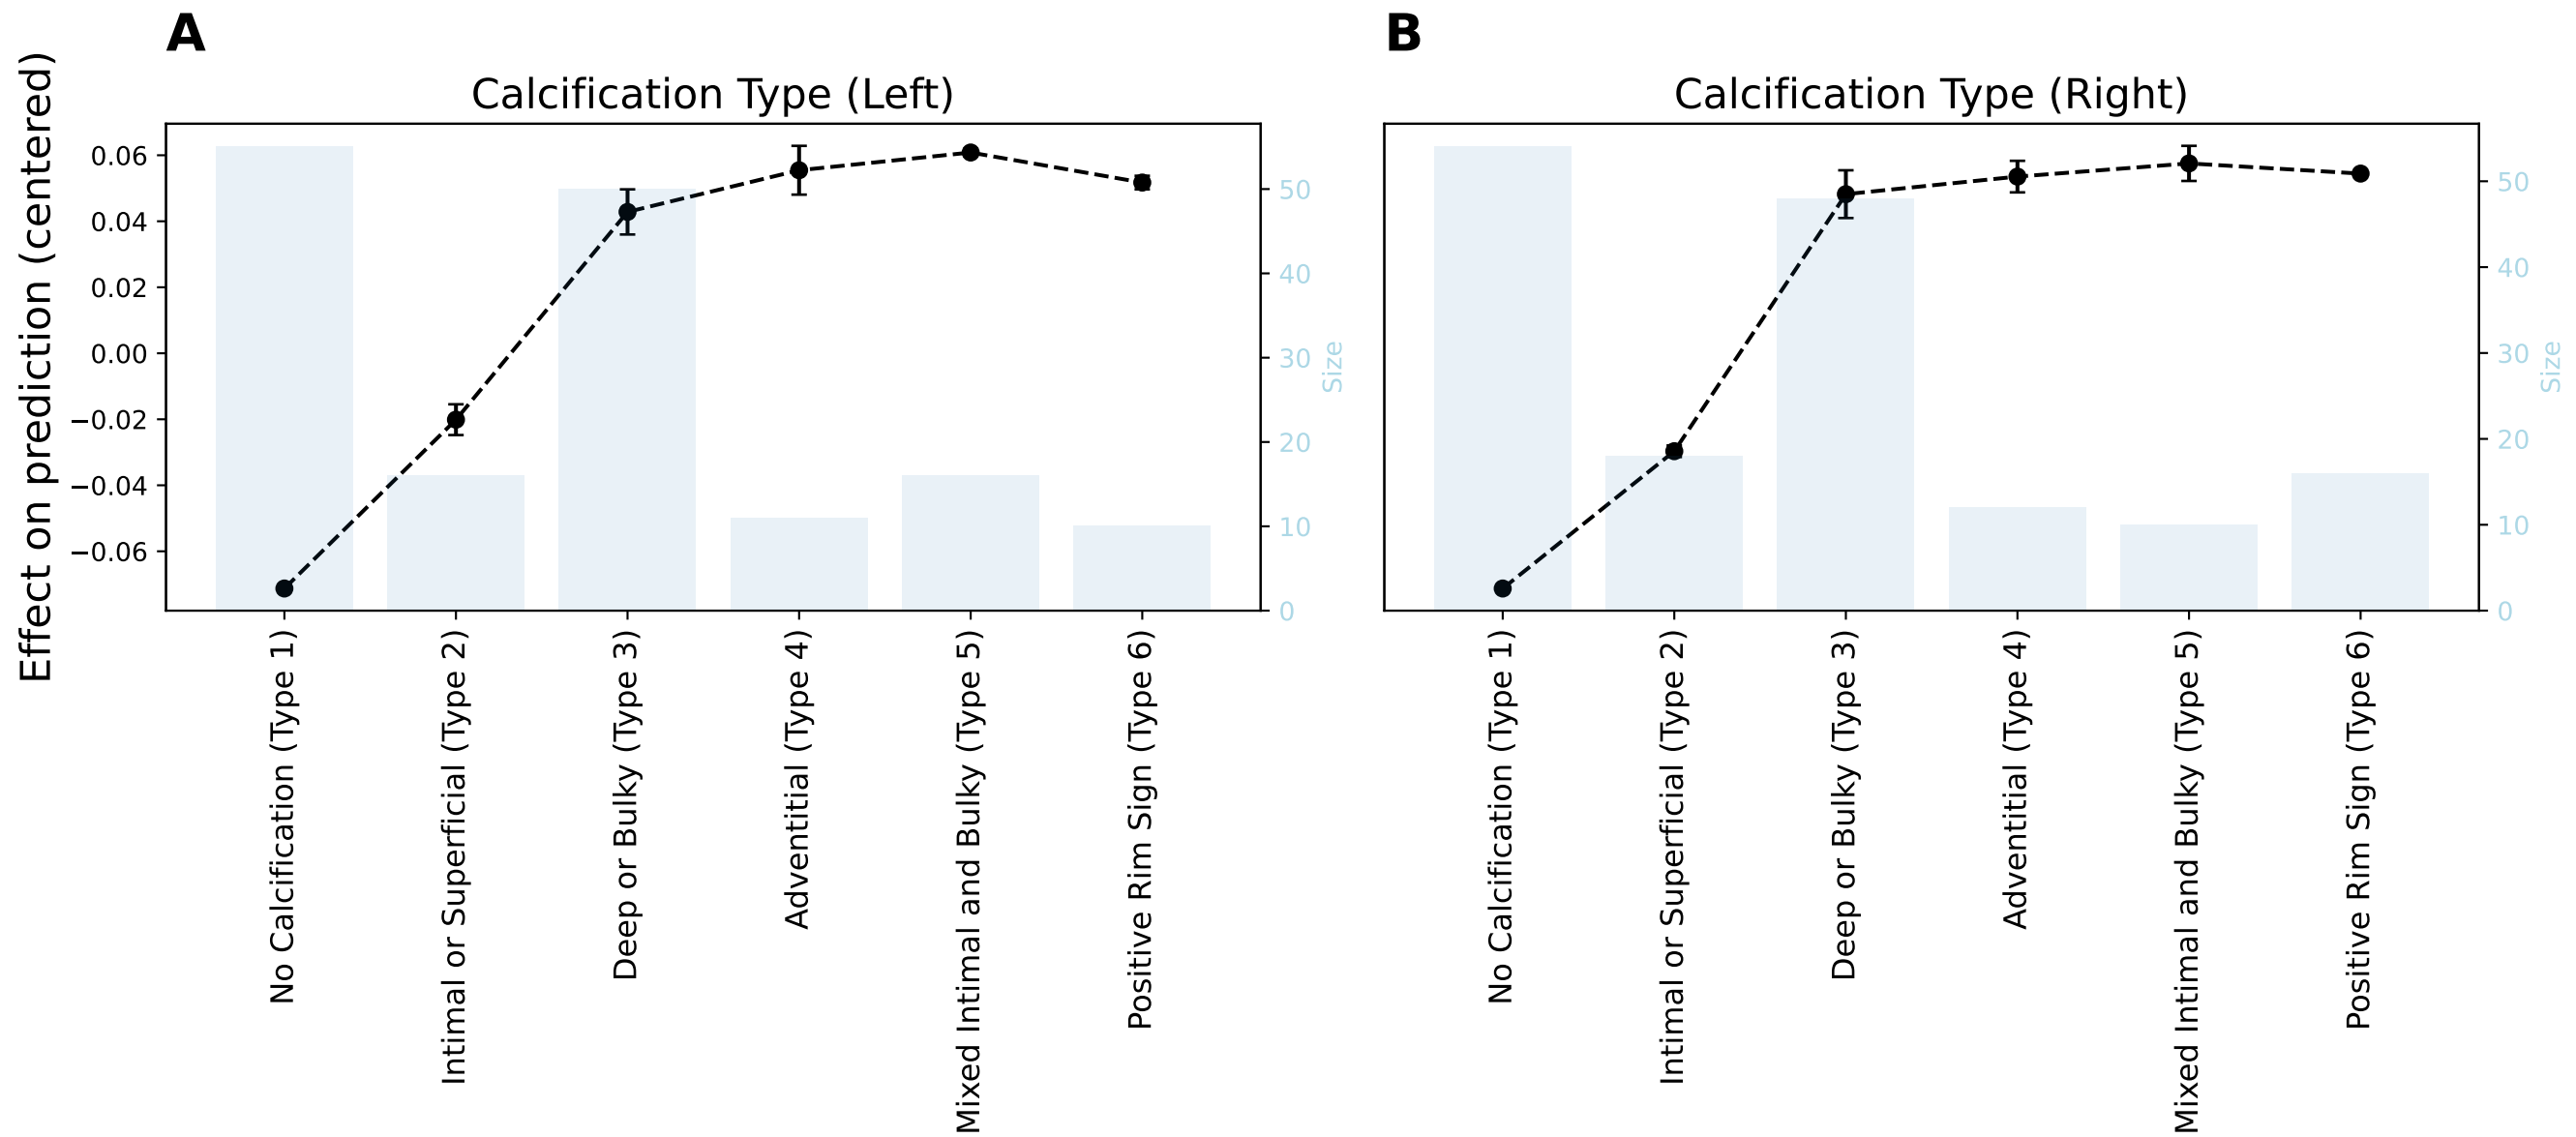 A
Calcification Type (Left)
Effect on prediction (centered)
0.06
0.04
0.02
0.00
−0.02
−0.04
−0.06
50
40
30
20
10
0
Size
No Calcification (Type 1)
Intimal or Superficial (Type 2)
Deep or Bulky (Type 3)
Adventitial (Type 4)
Mixed Intimal and Bulky (Type 5)
Positive Rim Sign (Type 6)
B
Calcification Type (Right)
50
40
30
20
10
0
Size
No Calcification (Type 1)
Intimal or Superficial (Type 2)
Deep or Bulky (Type 3)
Adventitial (Type 4)
Mixed Intimal and Bulky (Type 5)
Positive Rim Sign (Type 6)